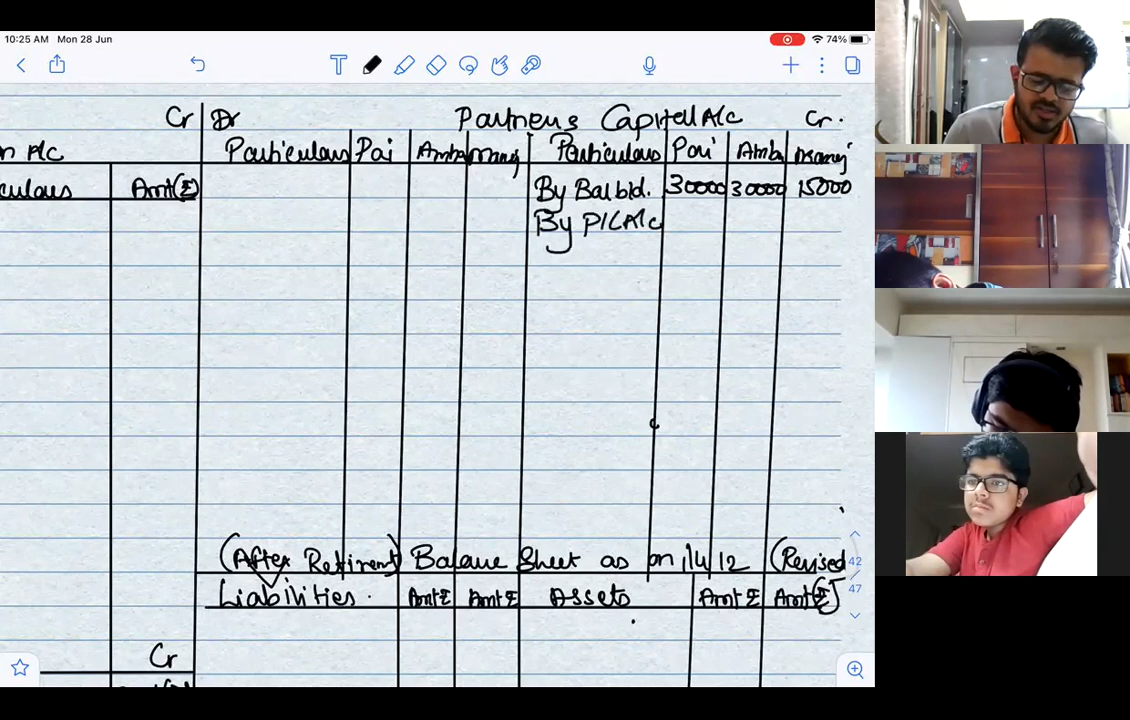 10:25 AM Mon 28 Jun
74%
Cr Dr Partners Capital A/c Cr.
n A/c Particulars Pai Amba Manoj Particulars Pai Amba Manoj
culars Amt(₹) By Bal b/d. 30000 30000 15000
By P/L A/c
(After Retirement) Balance Sheet as on 1/4/12 (Revised)
Liabilities. Amt₹ Amt₹ Assets Amt₹ Amt(₹)
Cr
42
47